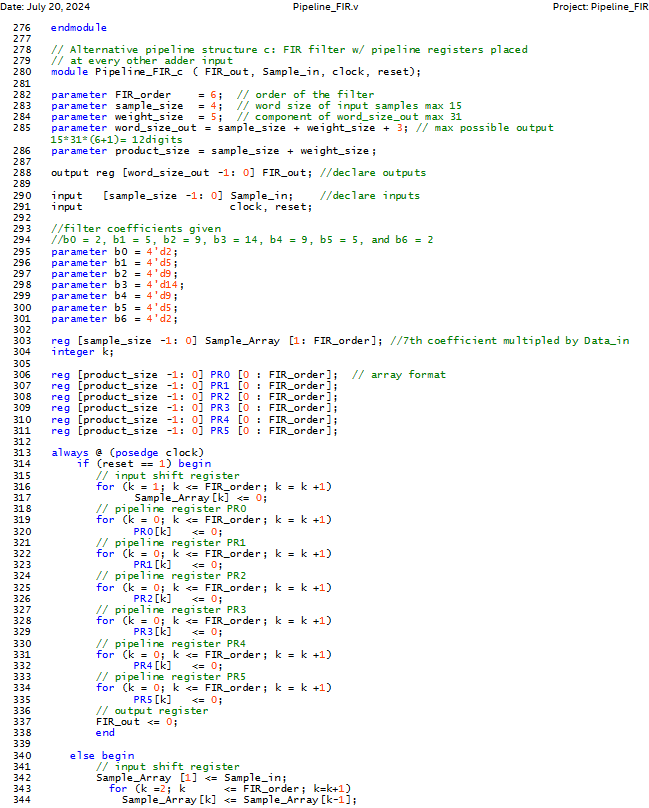 Date: July 20, 2024 Pipeline_FIR.v Project: Pipeline_FIR
276 endmodule
277
278 // Alternative pipeline structure c: FIR filter w/ pipeline registers placed
279 // at every other adder input
280 module Pipeline_FIR_c ( FIR_out, Sample_in, clock, reset);
281
282 parameter FIR_order = 6; // order of the filter
283 parameter sample_size = 4; // word size of input samples max 15
284 parameter weight_size = 5; // component of word_size_out max 31
285 parameter word_size_out = sample_size + weight_size + 3; // max possible output
15*31*(6+1)= 12digits
286 parameter product_size = sample_size + weight_size;
287
288 output reg [word_size_out -1: 0] FIR_out; //declare outputs
289
290 input [sample_size -1: 0] Sample_in; //declare inputs
291 input clock, reset;
292
293 //filter coefficients given
294 //b0 = 2, b1 = 5, b2 = 9, b3 = 14, b4 = 9, b5 = 5, and b6 = 2
295 parameter b0 = 4'd2;
296 parameter b1 = 4'd5;
297 parameter b2 = 4'd9;
298 parameter b3 = 4'd14;
299 parameter b4 = 4'd9;
300 parameter b5 = 4'd5;
301 parameter b6 = 4'd2;
302
303 reg [sample_size -1: 0] Sample_Array [1: FIR_order]; //7th coefficient multipled by Data_in
304 integer k;
305
306 reg [product_size -1: 0] PR0 [0 : FIR_order]; // array format
307 reg [product_size -1: 0] PR1 [0 : FIR_order];
308 reg [product_size -1: 0] PR2 [0 : FIR_order];
309 reg [product_size -1: 0] PR3 [0 : FIR_order];
310 reg [product_size -1: 0] PR4 [0 : FIR_order];
311 reg [product_size -1: 0] PR5 [0 : FIR_order];
312
313 always @ (posedge clock)
314 if (reset == 1) begin
315 // input shift register
316 for (k = 1; k <= FIR_order; k = k +1)
317 Sample_Array[k] <= 0;
318 // pipeline register PR0
319 for (k = 0; k <= FIR_order; k = k +1)
320 PR0[k] <= 0;
321 // pipeline register PR1
322 for (k = 0; k <= FIR_order; k = k +1)
323 PR1[k] <= 0;
324 // pipeline register PR2
325 for (k = 0; k <= FIR_order; k = k +1)
326 PR2[k] <= 0;
327 // pipeline register PR3
328 for (k = 0; k <= FIR_order; k = k +1)
329 PR3[k] <= 0;
330 // pipeline register PR4
331 for (k = 0; k <= FIR_order; k = k +1)
332 PR4[k] <= 0;
333 // pipeline register PR5
334 for (k = 0; k <= FIR_order; k = k +1)
335 PR5[k] <= 0;
336 // output register
337 FIR_out <= 0;
338 end
339
340 else begin
341 // input shift register
342 Sample_Array [1] <= Sample_in;
343 for (k =2; k <= FIR_order; k=k+1)
344 Sample_Array[k] <= Sample_Array[k-1];